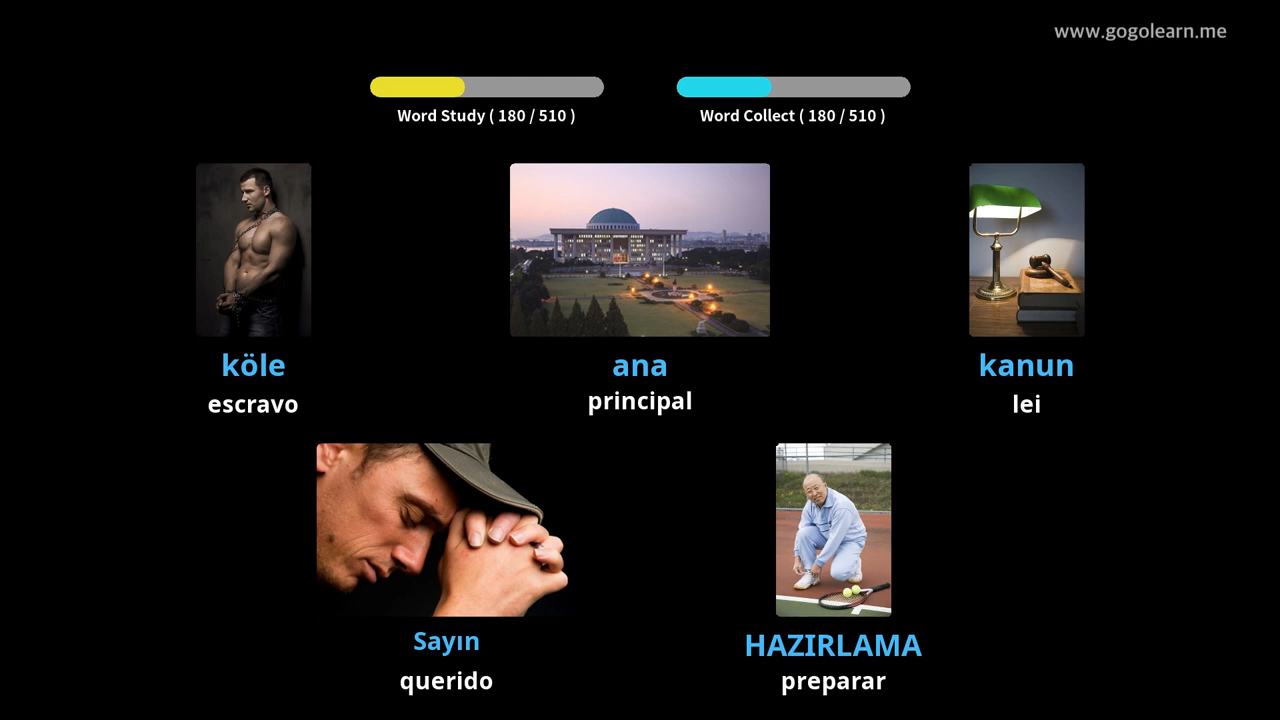 www.gogolearn.me
Word Study ( 180 / 510 )
Word Collect ( 180 / 510 )
köle
ana
kanun
escravo
principal
lei
Sayın
HAZIRLAMA
querido
preparar